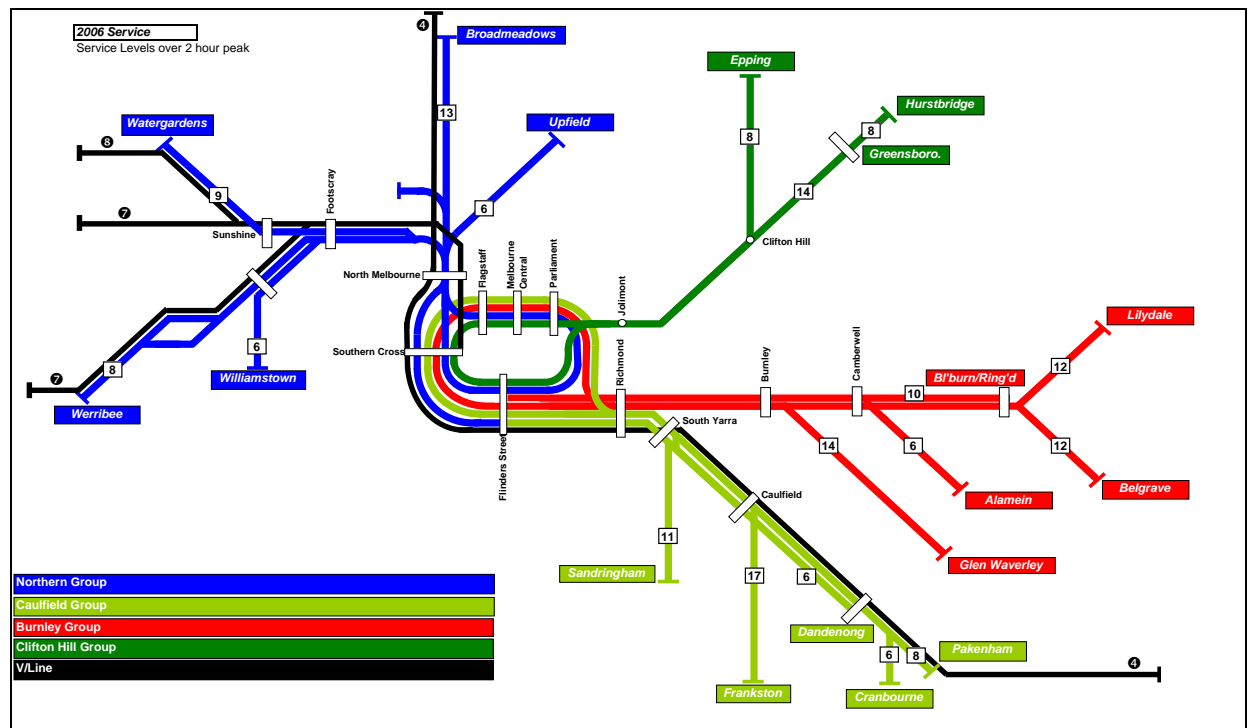 2006 Service
Service Levels over 2 hour peak
4
Broadmeadows
Epping
Hurstbridge
13
Watergardens
Upfield
8
8
Greensboro.
8
9
Footscray
6
14
7
Sunshine
Clifton Hill
North Melbourne
Flagstaff
Melbourne
Central
Parliament
Jolimont
Lilydale
Southern Cross
Richmond
Burnley
Camberwell
6
8
12
Williamstown
Bl'burn/Ring'd
7
10
Werribee
Flinders Street
South Yarra
14
6
12
Belgrave
Caulfield
Alamein
11
Glen Waverley
Sandringham
17
6
Northern Group
Caulfield Group
Burnley Group
Clifton Hill Group
V/Line
Dandenong
6
8
Pakenham
4
Frankston
Cranbourne